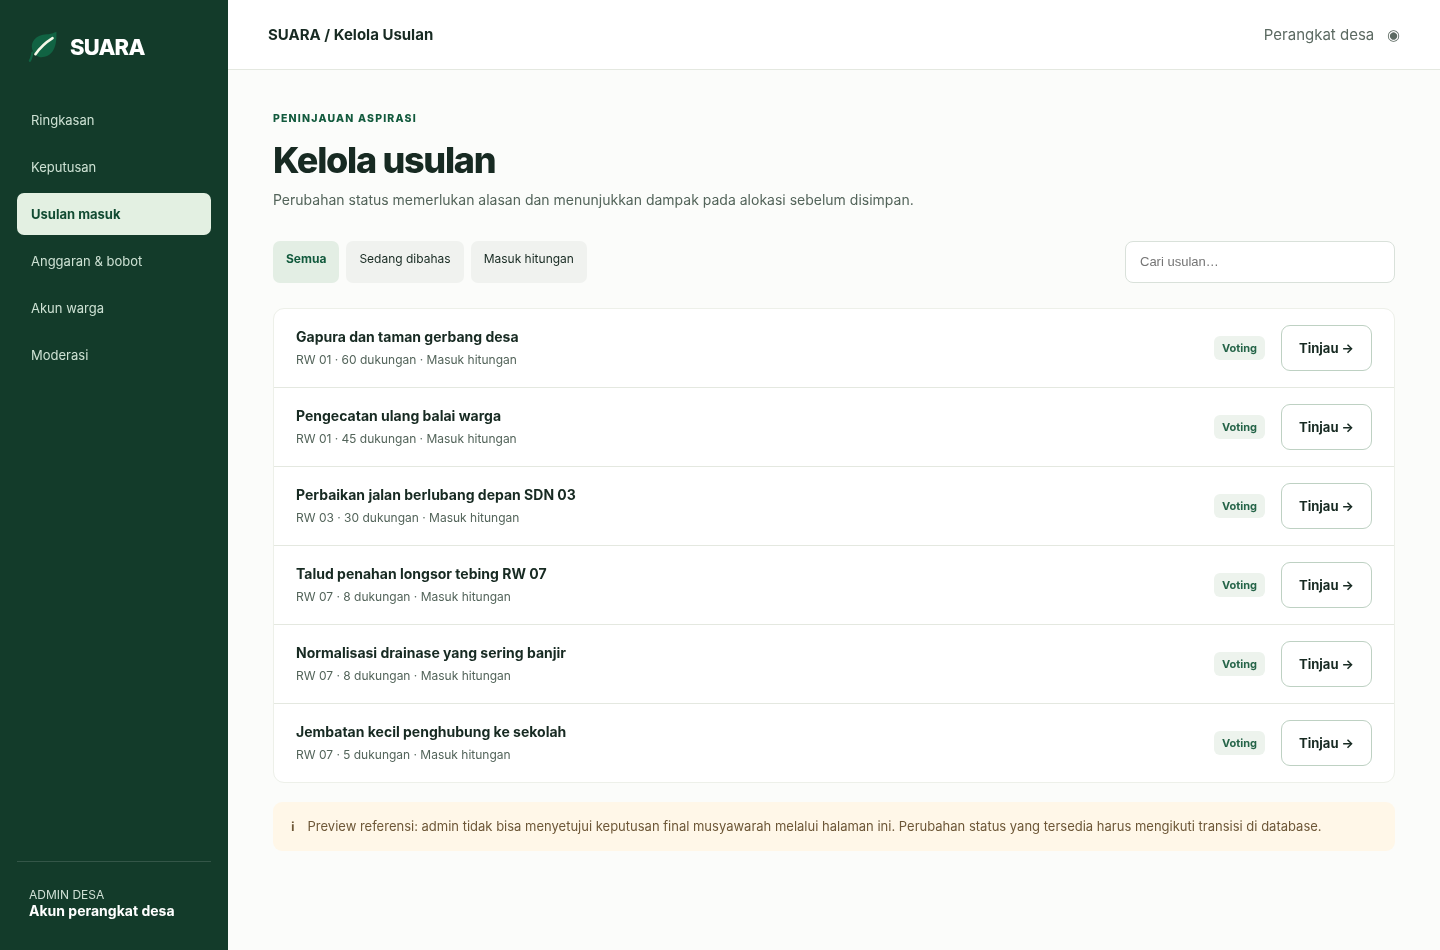 SUARA
SUARA / Kelola Usulan
Perangkat desa
Ringkasan
Keputusan
Usulan masuk
Anggaran & bobot
Akun warga
Moderasi
ADMIN DESA
Akun perangkat desa
PENINJAUAN ASPIRASI
Kelola usulan
Perubahan status memerlukan alasan dan menunjukkan dampak pada alokasi sebelum disimpan.
Semua
Sedang dibahas
Masuk hitungan
Cari usulan…
Gapura dan taman gerbang desa
RW 01 · 60 dukungan · Masuk hitungan
Voting
Tinjau →
Pengecatan ulang balai warga
RW 01 · 45 dukungan · Masuk hitungan
Voting
Tinjau →
Perbaikan jalan berlubang depan SDN 03
RW 03 · 30 dukungan · Masuk hitungan
Voting
Tinjau →
Talud penahan longsor tebing RW 07
RW 07 · 8 dukungan · Masuk hitungan
Voting
Tinjau →
Normalisasi drainase yang sering banjir
RW 07 · 8 dukungan · Masuk hitungan
Voting
Tinjau →
Jembatan kecil penghubung ke sekolah
RW 07 · 5 dukungan · Masuk hitungan
Voting
Tinjau →
i Preview referensi: admin tidak bisa menyetujui keputusan final musyawarah melalui halaman ini. Perubahan status yang tersedia harus mengikuti transisi di database.